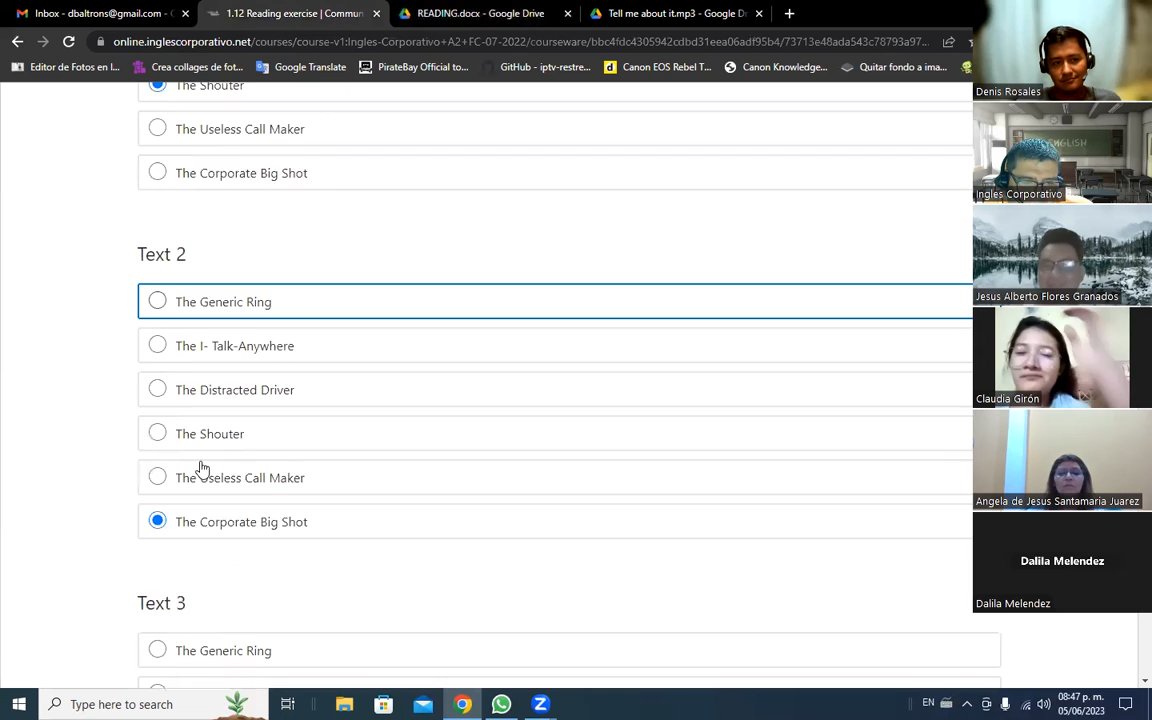 Inbox - dbaltrons@gmail.com -
1.12 Reading exercise | Commun
READING.docx - Google Drive
Tell me about it.mp3 - Google D
online.inglescorporativo.net/courses/course-v1:Ingles-Corporativo+A2+FC-07-2022/courseware/bbc4fdc4305942cdbd31eea06adf95b4/73713e48ada543c78793a97...
Editor de Fotos en l...
Crea collages de fot...
Google Translate
PirateBay Official to...
GitHub - iptv-restre...
Canon EOS Rebel T...
Canon Knowledge...
Quitar fondo a ima...
Denis Rosales
The Shouter
The Useless Call Maker
The Corporate Big Shot
ENGLISH
Ingles Corporativo
Text 2
The Generic Ring
Jesus Alberto Flores Granados
The I- Talk-Anywhere
The Distracted Driver
Claudia Girón
The Shouter
The Useless Call Maker
Angela de Jesus Santamaria Juarez
The Corporate Big Shot
Dalila Melendez
Dalila Melendez
Text 3
The Generic Ring
Type here to search
EN
08:47 p. m.
05/06/2023